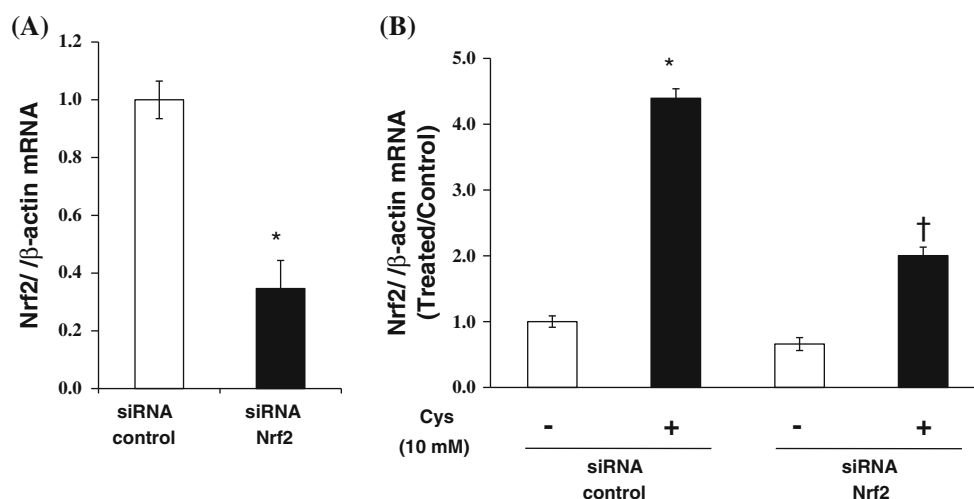 (A)
1.2
1.0
0.8
0.6
0.4
0.2
0.0
Nrf2/ /β-actin mRNA
*
siRNA
control
siRNA
Nrf2
(B)
5.0
4.0
3.0
2.0
1.0
0.0
Nrf2/ /β-actin mRNA
(Treated/Control)
*
†
Cys
(10 mM)
- + - +
siRNA
control
siRNA
Nrf2